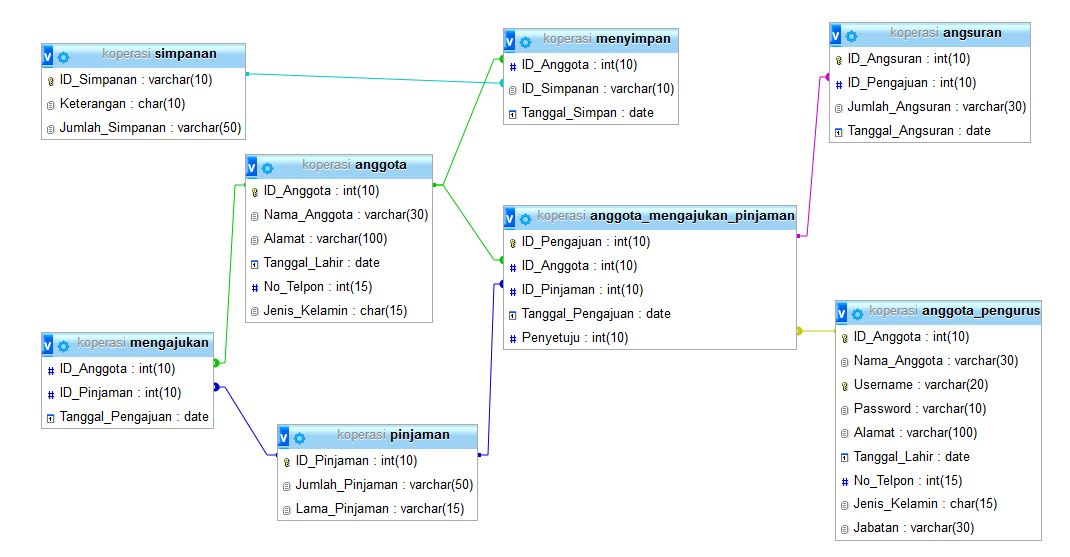 koperasi simpanan
ID_Simpanan : varchar(10)
Keterangan : char(10)
Jumlah_Simpanan : varchar(50)
koperasi menyimpan
ID_Anggota : int(10)
ID_Simpanan : varchar(10)
Tanggal_Simpan : date
koperasi angsuran
ID_Angsuran : int(10)
ID_Pengajuan : int(10)
Jumlah_Angsuran : varchar(30)
Tanggal_Angsuran : date
koperasi anggota
ID_Anggota : int(10)
Nama_Anggota : varchar(30)
Alamat : varchar(100)
Tanggal_Lahir : date
No_Telpon : int(15)
Jenis_Kelamin : char(15)
koperasi anggota_mengajukan_pinjaman
ID_Pengajuan : int(10)
ID_Anggota : int(10)
ID_Pinjaman : int(10)
Tanggal_Pengajuan : date
Penyetuju : int(10)
koperasi mengajukan
ID_Anggota : int(10)
ID_Pinjaman : int(10)
Tanggal_Pengajuan : date
koperasi pinjaman
ID_Pinjaman : int(10)
Jumlah_Pinjaman : varchar(50)
Lama_Pinjaman : varchar(15)
koperasi anggota_pengurus
ID_Anggota : int(10)
Nama_Anggota : varchar(30)
Username : varchar(20)
Password : varchar(10)
Alamat : varchar(100)
Tanggal_Lahir : date
No_Telpon : int(15)
Jenis_Kelamin : char(15)
Jabatan : varchar(30)